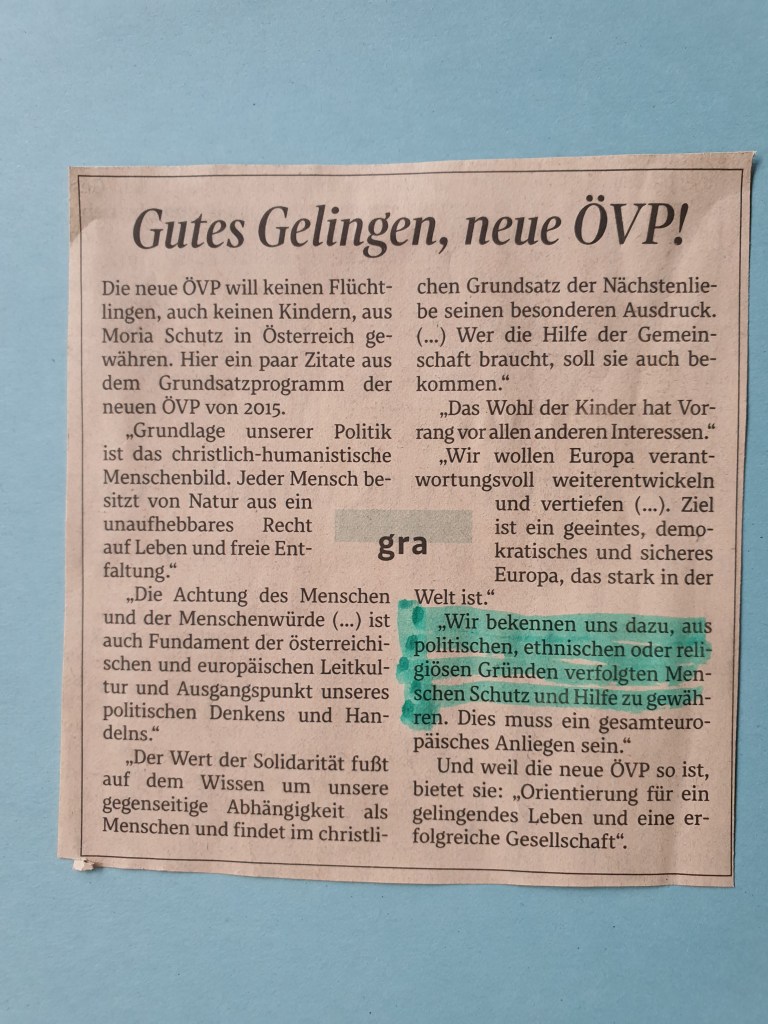 Gutes Gelingen, neue ÖVP!
Die neue ÖVP will keinen Flücht-
lingen, auch keinen Kindern, aus
Moria Schutz in Österreich ge-
währen. Hier ein paar Zitate aus
dem Grundsatzprogramm der
neuen ÖVP von 2015.
„Grundlage unserer Politik
ist das christlich-humanistische
Menschenbild. Jeder Mensch be-
sitzt von Natur aus ein
unaufhebbares Recht
auf Leben und freie Ent-
faltung.“
„Die Achtung des Menschen
und der Menschenwürde (...) ist
auch Fundament der österreichi-
schen und europäischen Leitkul-
tur und Ausgangspunkt unseres
politischen Denkens und Han-
delns.“
„Der Wert der Solidarität fußt
auf dem Wissen um unsere
gegenseitige Abhängigkeit als
Menschen und findet im christli-
chen Grundsatz der Nächstenlie-
be seinen besonderen Ausdruck.
(...) Wer die Hilfe der Gemein-
schaft braucht, soll sie auch be-
kommen.“
„Das Wohl der Kinder hat Vor-
rang vor allen anderen Interessen.“
„Wir wollen Europa verant-
wortungsvoll weiterentwickeln
und vertiefen (...). Ziel
ist ein geeintes, demo-
kratisches und sicheres
Europa, das stark in der
Welt ist.“
„Wir bekennen uns dazu, aus
politischen, ethnischen oder reli-
giösen Gründen verfolgten Men-
schen Schutz und Hilfe zu gewäh-
ren. Dies muss ein gesamteuro-
päisches Anliegen sein.“
Und weil die neue ÖVP so ist,
bietet sie: „Orientierung für ein
gelingendes Leben und eine er-
folgreiche Gesellschaft“.
gra